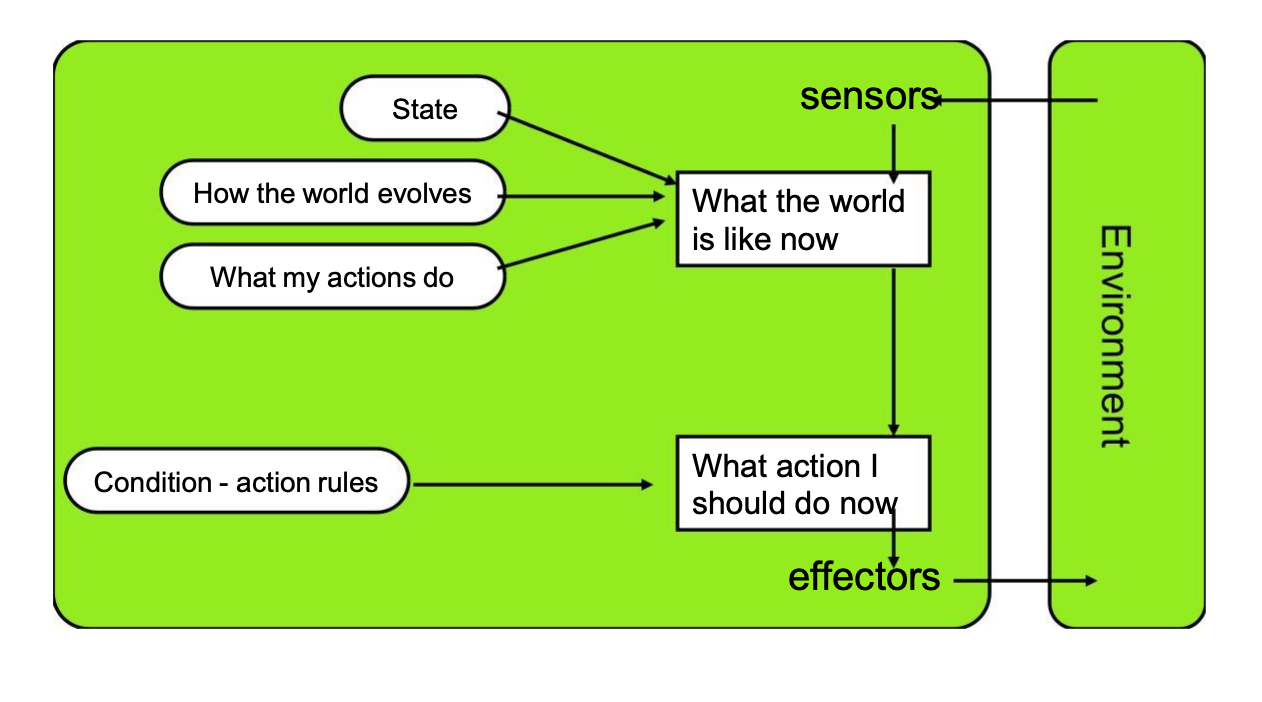 State
sensors
How the world evolves
What the world
is like now
What my actions do
Environment
Condition - action rules
What action I
should do now
effectors